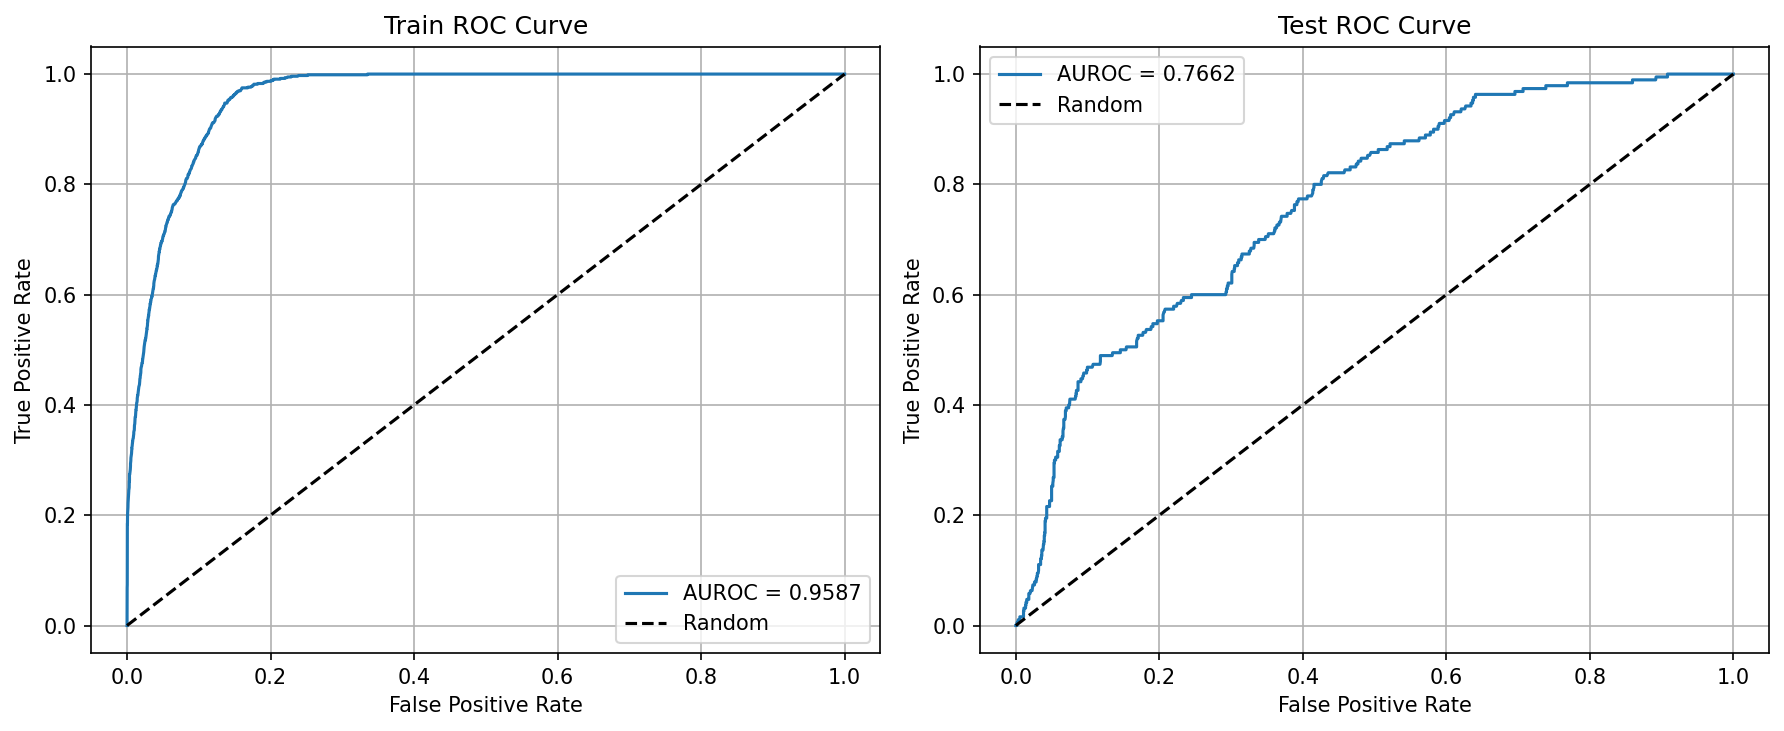 Train ROC Curve
True Positive Rate
1.0
0.8
0.6
0.4
0.2
0.0
AUROC = 0.9587
Random
0.0 0.2 0.4 0.6 0.8 1.0
False Positive Rate
Test ROC Curve
True Positive Rate
1.0
0.8
0.6
0.4
0.2
0.0
AUROC = 0.7662
Random
0.0 0.2 0.4 0.6 0.8 1.0
False Positive Rate